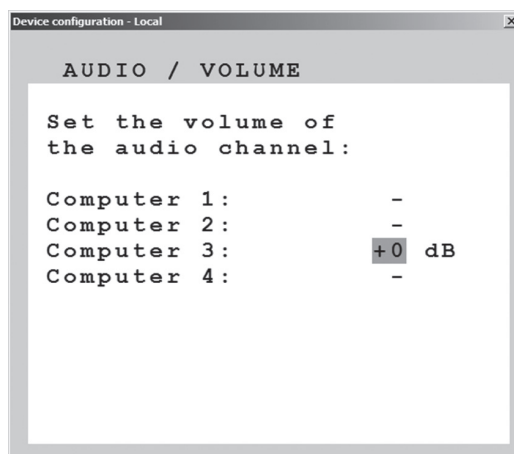 Device configuration - Local
AUDIO / VOLUME
Set the volume of
the audio channel:
Computer 1: -
Computer 2: -
Computer 3: +0 dB
Computer 4: -